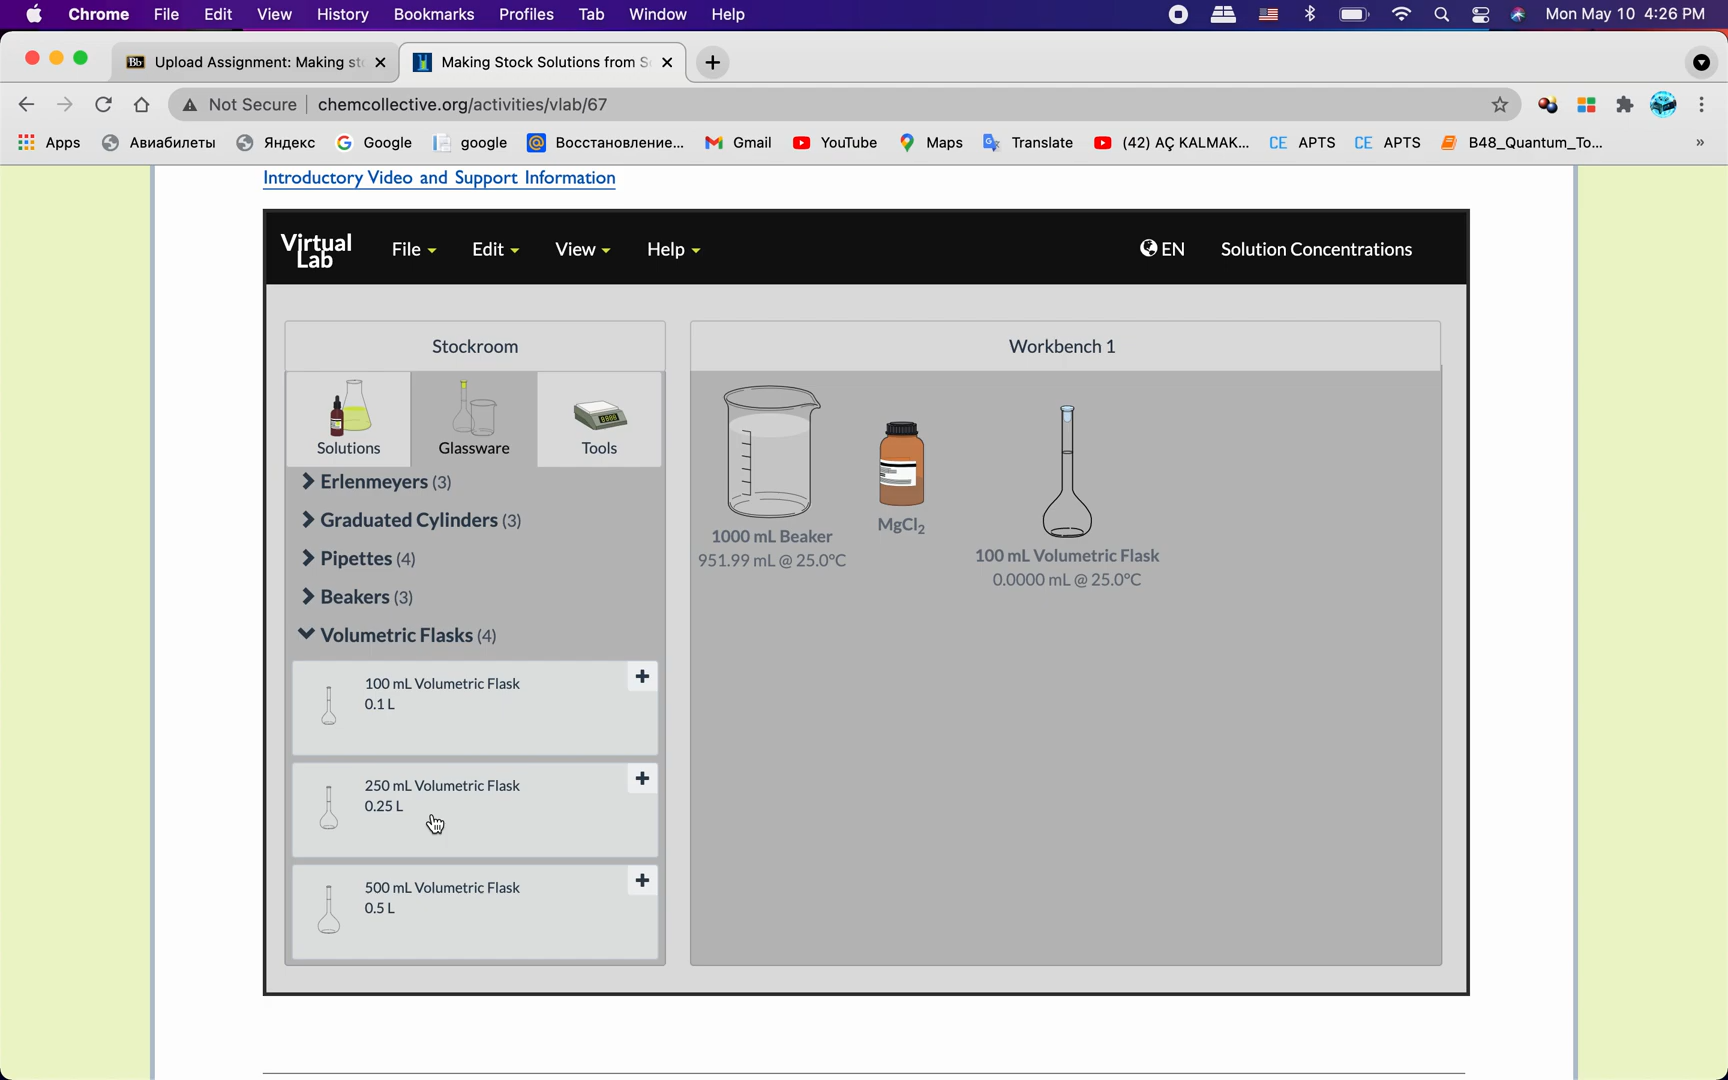 Chrome File Edit View History Bookmarks Profiles Tab Window Help Mon May 10 4:26 PM
Bb Upload Assignment: Making st Making Stock Solutions from S
Not Secure chemcollective.org/activities/vlab/67
Apps Авиабилеты Яндекс Google google Восстановление... Gmail YouTube Maps Translate (42) AÇ KALMAK... CE APTS CE APTS B48_Quantum_To... »
Introductory Video and Support Information
Virtual Lab File Edit View Help EN Solution Concentrations
Stockroom
Workbench 1
Solutions Glassware Tools
Erlenmeyers (3)
Graduated Cylinders (3)
Pipettes (4)
Beakers (3)
Volumetric Flasks (4)
100 mL Volumetric Flask
0.1 L
250 mL Volumetric Flask
0.25 L
500 mL Volumetric Flask
0.5 L
1000 mL Beaker
951.99 mL @ 25.0°C
MgCl₂
100 mL Volumetric Flask
0.0000 mL @ 25.0°C